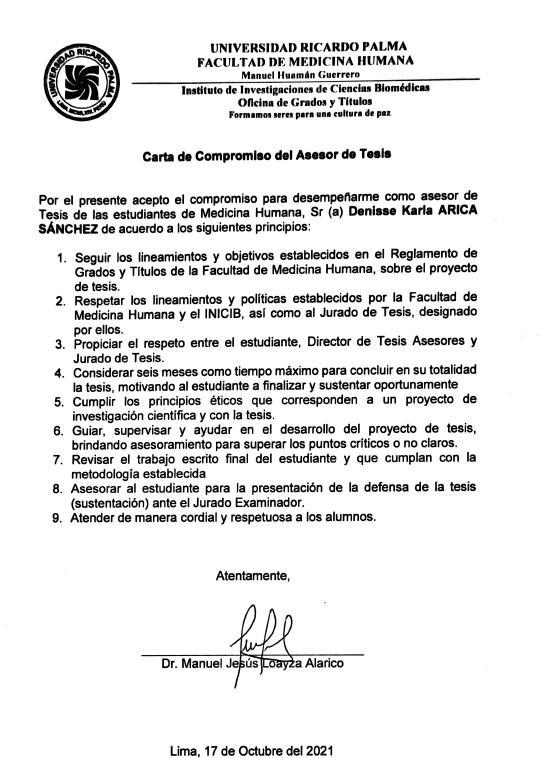 UNIVERSIDAD RICARDO PALMA
LIMA, MCMLXIX, PERU
UNIVERSIDAD RICARDO PALMA
FACULTAD DE MEDICINA HUMANA
Manuel Huamán Guerrero
Instituto de Investigaciones de Ciencias Biomédicas
Oficina de Grados y Títulos
Formamos seres para una cultura de paz
Carta de Compromiso del Asesor de Tesis
Por el presente acepto el compromiso para desempeñarme como asesor de
Tesis de las estudiantes de Medicina Humana, Sr (a) Denisse Karla ARICA
SÁNCHEZ de acuerdo a los siguientes principios:
1. Seguir los lineamientos y objetivos establecidos en el Reglamento de
Grados y Títulos de la Facultad de Medicina Humana, sobre el proyecto
de tesis.
2. Respetar los lineamientos y políticas establecidos por la Facultad de
Medicina Humana y el INICIB, así como al Jurado de Tesis, designado
por ellos.
3. Propiciar el respeto entre el estudiante, Director de Tesis Asesores y
Jurado de Tesis.
4. Considerar seis meses como tiempo máximo para concluir en su totalidad
la tesis, motivando al estudiante a finalizar y sustentar oportunamente
5. Cumplir los principios éticos que corresponden a un proyecto de
investigación científica y con la tesis.
6. Guiar, supervisar y ayudar en el desarrollo del proyecto de tesis,
brindando asesoramiento para superar los puntos críticos o no claros.
7. Revisar el trabajo escrito final del estudiante y que cumplan con la
metodología establecida
8. Asesorar al estudiante para la presentación de la defensa de la tesis
(sustentación) ante el Jurado Examinador.
9. Atender de manera cordial y respetuosa a los alumnos.
Atentamente,
Dr. Manuel Jesús Loayza Alarico
Lima, 17 de Octubre del 2021